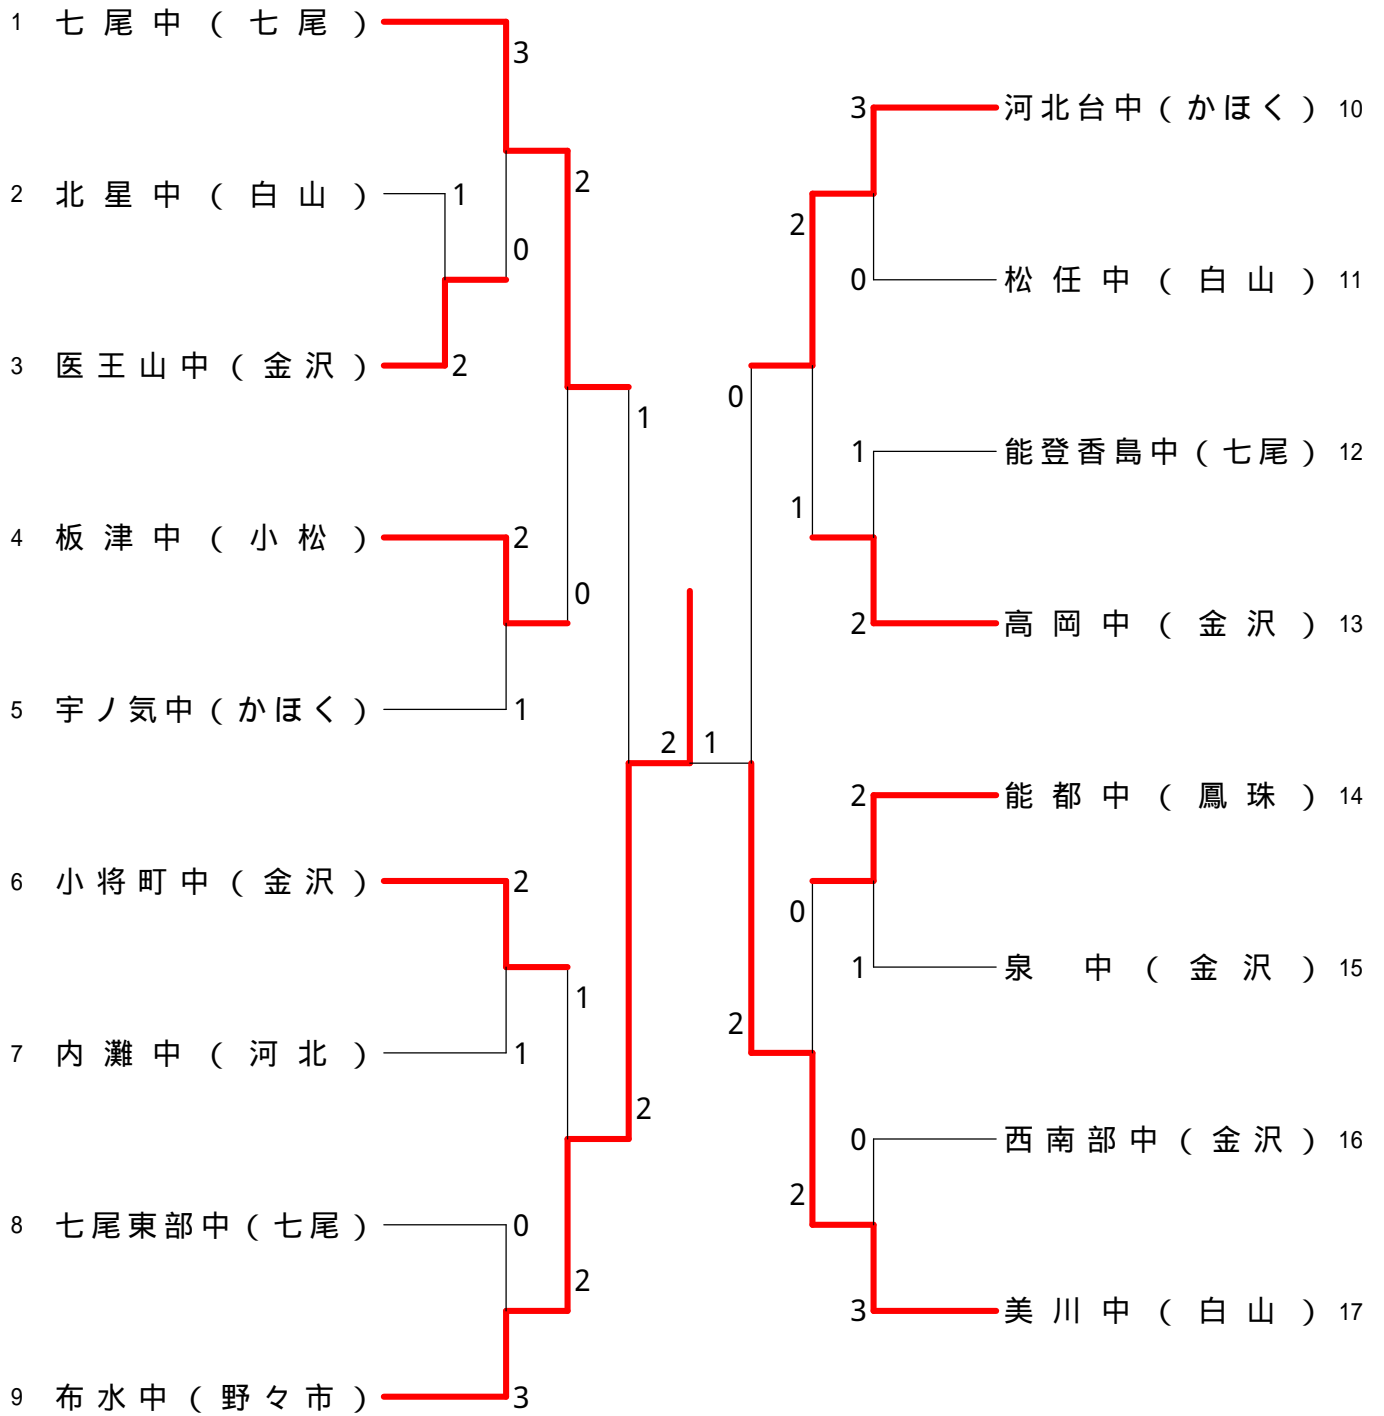 1 七尾中(七尾)
3
2 北星中(白山)
1
2
0
3 医王山中(金沢)
2
1
4 板津中(小松)
2
0
5 宇ノ気中(かほく)
1
2 1
6 小将町中(金沢)
2
1
7 内灘中(河北)
1
2
8 七尾東部中(七尾)
0
2
9 布水中(野々市)
3
3
河北台中(かほく) 10
2
0
松任中(白山) 11
0
1
能登香島中(七尾) 12
1
2
高岡中(金沢) 13
2
能都中(鳳珠) 14
0
1
泉中(金沢) 15
2
0
西南部中(金沢) 16
2
3
美川中(白山) 17